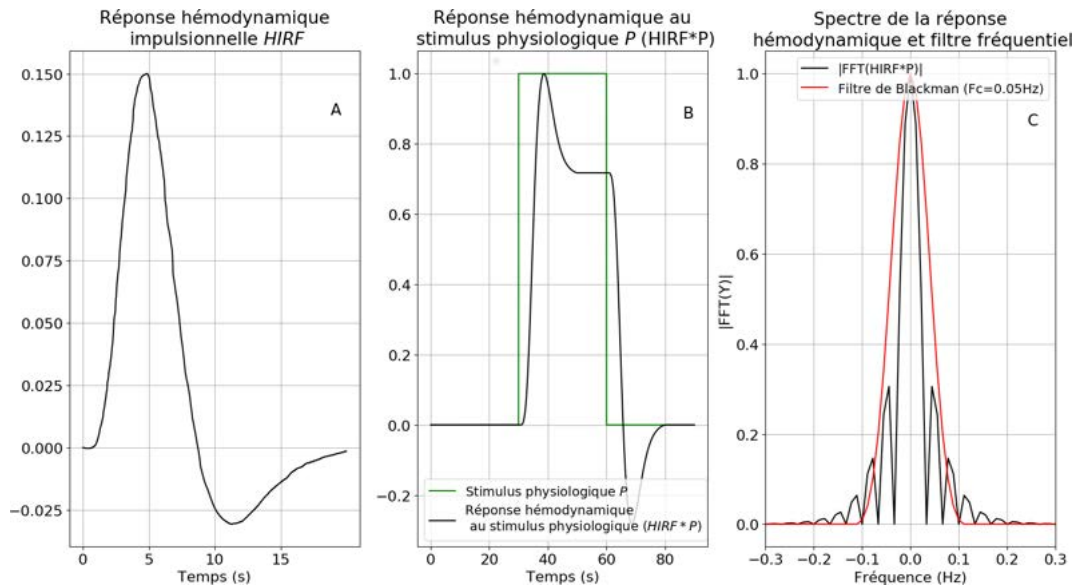 Réponse hémodynamique
impulsionnelle HIRF
A
0.150
0.125
0.100
0.075
0.050
0.025
0.000
−0.025
0
5
10
15
Temps (s)
Réponse hémodynamique au
stimulus physiologique P (HIRF*P)
B
1.0
0.8
0.6
0.4
0.2
0.0
−0.2
Stimulus physiologique P
Réponse hémodynamique
au stimulus physiologique (HIRF * P)
0
20
40
60
80
Temps (s)
Spectre de la réponse
hémodynamique et filtre fréquentiel
|FFT(HIRF*P)|
Filtre de Blackman (Fc=0.05Hz)
C
|FFT(Y)|
1.0
0.8
0.6
0.4
0.2
0.0
−0.3
−0.2
−0.1
0.0
0.1
0.2
0.3
Fréquence (Hz)